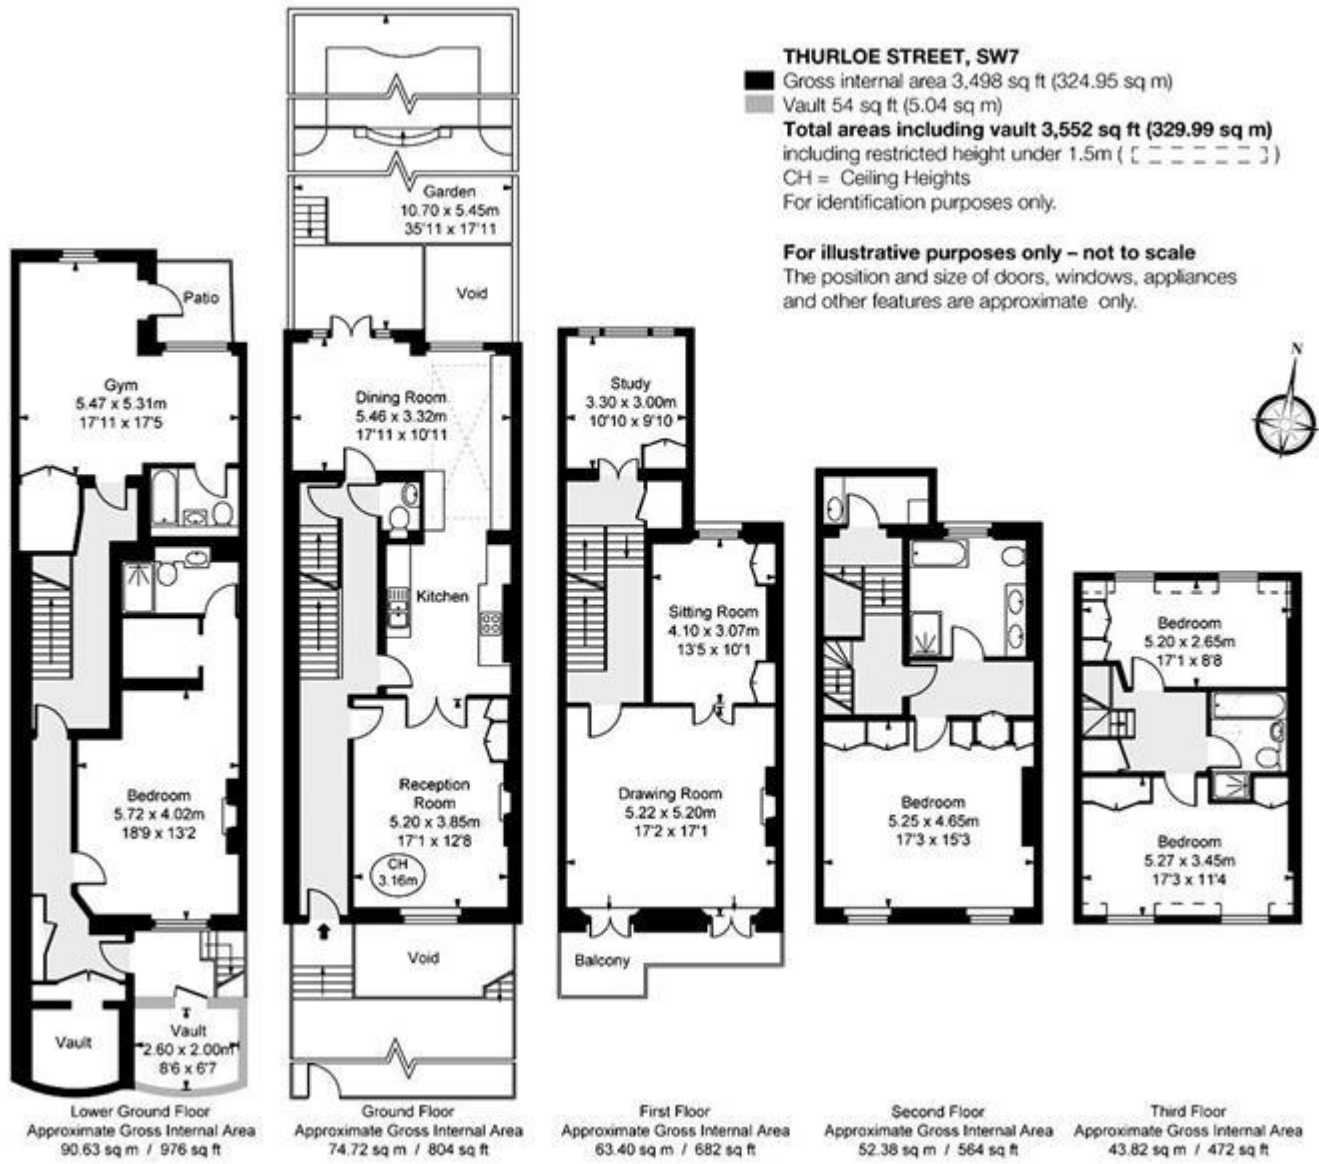 THURLOE STREET, SW7
Gross internal area 3,498 sq ft (324.95 sq m)
Vault 54 sq ft (5.04 sq m)
Total areas including vault 3,552 sq ft (329.99 sq m)
including restricted height under 1.5m ( )
CH = Ceiling Heights
For identification purposes only.
For illustrative purposes only – not to scale
The position and size of doors, windows, appliances
and other features are approximate only.
N
Patio
Gym
5.47 x 5.31m
17'11 x 17'5
Bedroom
5.72 x 4.02m
18'9 x 13'2
Vault
Vault
2.60 x 2.00m
8'6 x 6'7
Lower Ground Floor
Approximate Gross Internal Area
90.63 sq m / 976 sq ft
Garden
10.70 x 5.45m
35'11 x 17'11
Void
Dining Room
5.46 x 3.32m
17'11 x 10'11
Kitchen
Reception
Room
5.20 x 3.85m
17'1 x 12'8
CH
3.16m
Void
Ground Floor
Approximate Gross Internal Area
74.72 sq m / 804 sq ft
Study
3.30 x 3.00m
10'10 x 9'10
Sitting Room
4.10 x 3.07m
13'5 x 10'1
Drawing Room
5.22 x 5.20m
17'2 x 17'1
Balcony
First Floor
Approximate Gross Internal Area
63.40 sq m / 682 sq ft
Bedroom
5.25 x 4.65m
17'3 x 15'3
Second Floor
Approximate Gross Internal Area
52.38 sq m / 564 sq ft
Bedroom
5.20 x 2.65m
17'1 x 8'8
Bedroom
5.27 x 3.45m
17'3 x 11'4
Third Floor
Approximate Gross Internal Area
43.82 sq m / 472 sq ft